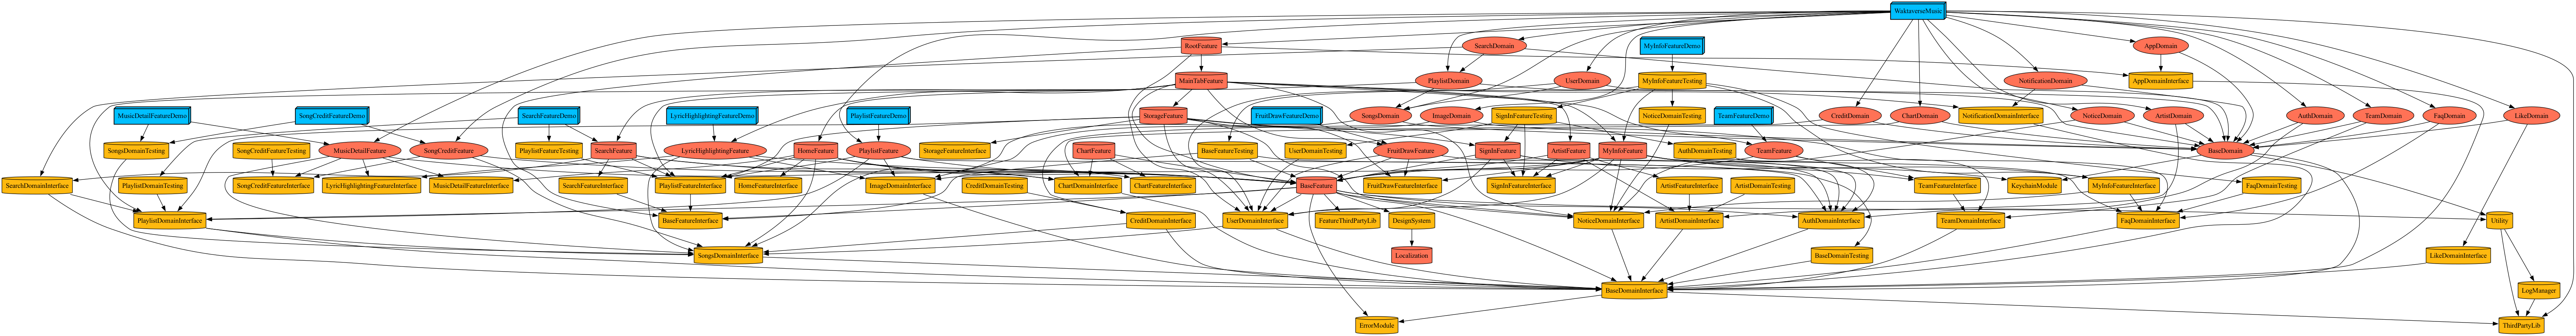 WaktaverseMusic
RootFeature
SearchDomain
MyInfoFeatureDemo
AppDomain
MainTabFeature
PlaylistDomain
UserDomain
MyInfoFeatureTesting
NotificationDomain
AppDomainInterface
MusicDetailFeatureDemo
SongCreditFeatureDemo
SearchFeatureDemo
LyricHighlightingFeatureDemo
PlaylistFeatureDemo
StorageFeature
FruitDrawFeatureDemo
SongsDomain
ImageDomain
SignInFeatureTesting
NoticeDomainTesting
TeamFeatureDemo
CreditDomain
ChartDomain
NotificationDomainInterface
NoticeDomain
ArtistDomain
AuthDomain
TeamDomain
FaqDomain
LikeDomain
SongsDomainTesting
SongCreditFeatureTesting
MusicDetailFeature
SongCreditFeature
PlaylistFeatureTesting
SearchFeature
LyricHighlightingFeature
HomeFeature
PlaylistFeature
StorageFeatureInterface
ChartFeature
BaseFeatureTesting
UserDomainTesting
FruitDrawFeature
SignInFeature
ArtistFeature
MyInfoFeature
AuthDomainTesting
TeamFeature
BaseDomain
SearchDomainInterface
PlaylistDomainTesting
SongCreditFeatureInterface
LyricHighlightingFeatureInterface
MusicDetailFeatureInterface
SearchFeatureInterface
PlaylistFeatureInterface
HomeFeatureInterface
ImageDomainInterface
CreditDomainTesting
ChartDomainInterface
ChartFeatureInterface
BaseFeature
FruitDrawFeatureInterface
SignInFeatureInterface
ArtistFeatureInterface
ArtistDomainTesting
TeamFeatureInterface
KeychainModule
MyInfoFeatureInterface
FaqDomainTesting
PlaylistDomainInterface
BaseFeatureInterface
CreditDomainInterface
UserDomainInterface
FeatureThirdPartyLib
DesignSystem
NoticeDomainInterface
ArtistDomainInterface
AuthDomainInterface
TeamDomainInterface
FaqDomainInterface
Utility
SongsDomainInterface
Localization
BaseDomainTesting
LikeDomainInterface
BaseDomainInterface
LogManager
ErrorModule
ThirdPartyLib